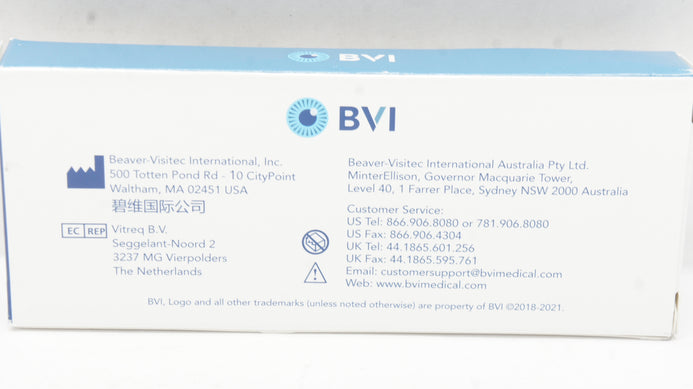 BVI
BVI
Beaver-Visitec International, Inc.
500 Totten Pond Rd - 10 CityPoint
Waltham, MA 02451 USA
碧维国际公司
EC REP
Vitreq B.V.
Seggelant-Noord 2
3237 MG Vierpolders
The Netherlands
Beaver-Visitec International Australia Pty Ltd.
MinterEllison, Governor Macquarie Tower,
Level 40, 1 Farrer Place, Sydney NSW 2000 Australia
Customer Service:
US Tel: 866.906.8080 or 781.906.8080
US Fax: 866.906.4304
UK Tel: 44.1865.601.256
UK Fax: 44.1865.595.761
Email: customersupport@bvimedical.com
Web: www.bvimedical.com
BVI, Logo and all other trademarks (unless noted otherwise) are property of BVI ©2018-2021.